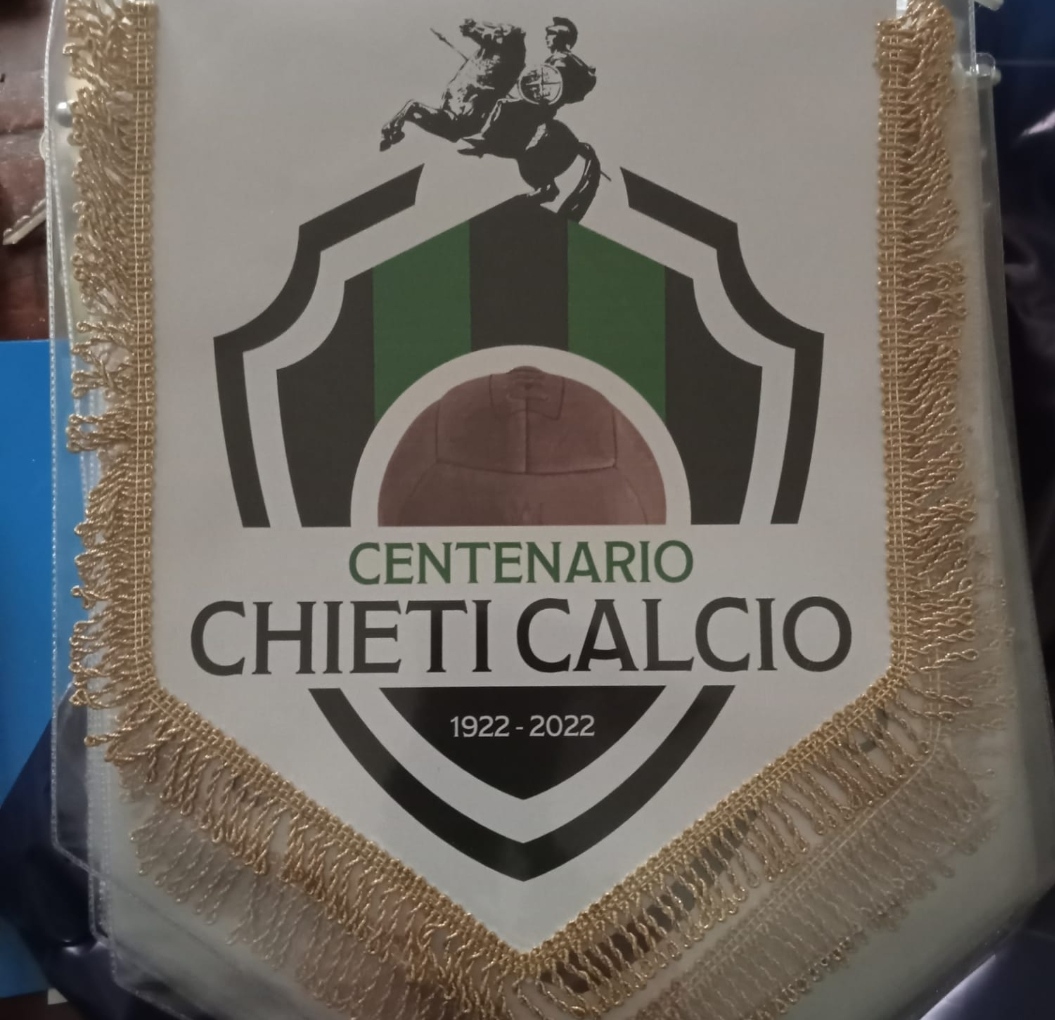 CENTENARIO
CHIETI CALCIO
1922 - 2022